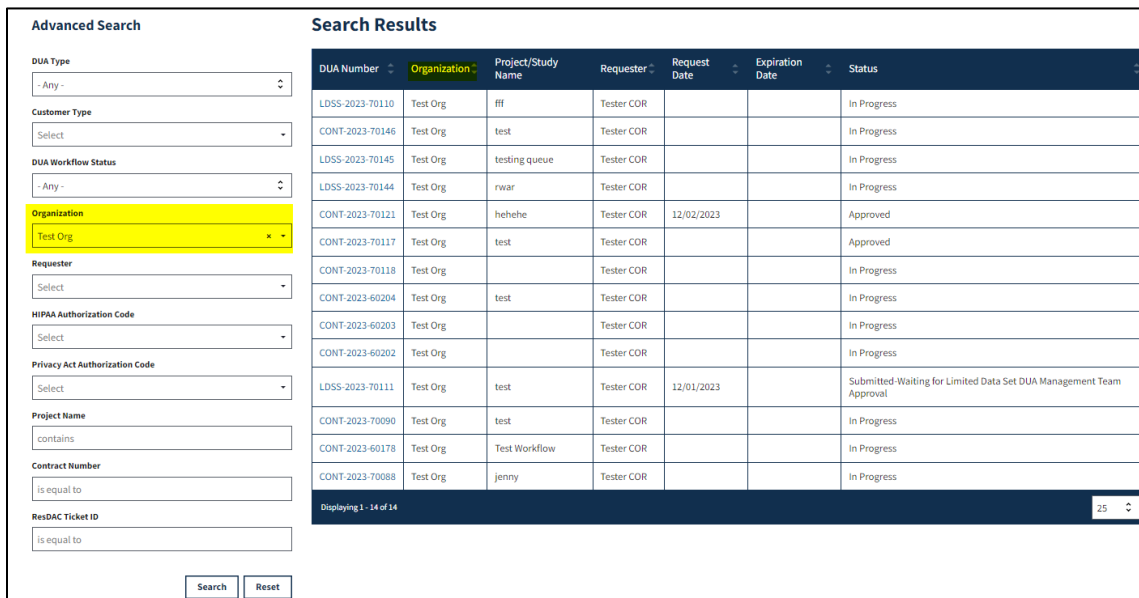 Advanced Search
DUA Type
- Any -
Customer Type
Select
DUA Workflow Status
- Any -
Organization
Test Org × 
Requester
Select
HIPAA Authorization Code
Select
Privacy Act Authorization Code
Select
Project Name
contains
Contract Number
is equal to
ResDAC Ticket ID
is equal to
Search Reset
Search Results
DUA Number Organization Project/Study Name Requester Request Date Expiration Date Status
LDSS-2023-70110 Test Org fff Tester COR In Progress
CONT-2023-70146 Test Org test Tester COR In Progress
LDSS-2023-70145 Test Org testing queue Tester COR In Progress
LDSS-2023-70144 Test Org rwar Tester COR In Progress
CONT-2023-70121 Test Org hehehe Tester COR 12/02/2023 Approved
CONT-2023-70117 Test Org test Tester COR Approved
CONT-2023-70118 Test Org Tester COR In Progress
CONT-2023-60204 Test Org test Tester COR In Progress
CONT-2023-60203 Test Org Tester COR In Progress
CONT-2023-60202 Test Org Tester COR In Progress
LDSS-2023-70111 Test Org test Tester COR 12/01/2023 Submitted-Waiting for Limited Data Set DUA Management Team
Approval
CONT-2023-70090 Test Org test Tester COR In Progress
CONT-2023-60178 Test Org Test Workflow Tester COR In Progress
CONT-2023-70088 Test Org jenny Tester COR In Progress
Displaying 1 - 14 of 14 25